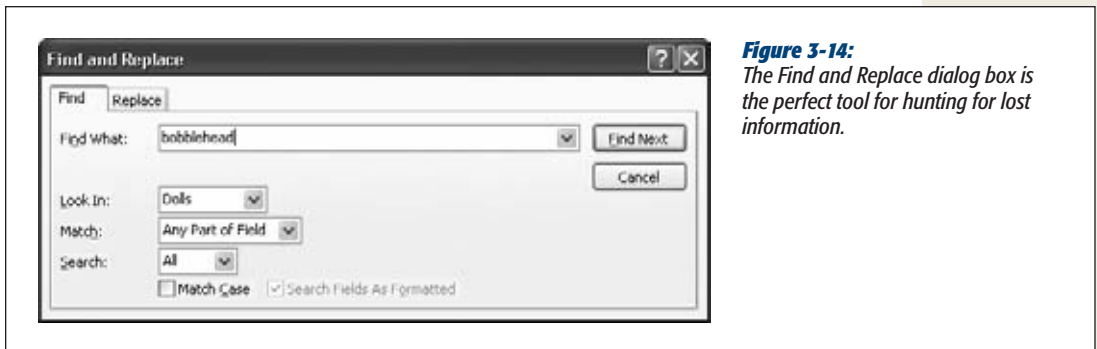 Find and Replace
Find
Replace
Find What:
bobblehead
Find Next
Cancel
Look In:
Dolls
Match:
Any Part of Field
Search:
All
Match Case
Search Fields As Formatted
Figure 3-14:
The Find and Replace dialog box is
the perfect tool for hunting for lost
information.